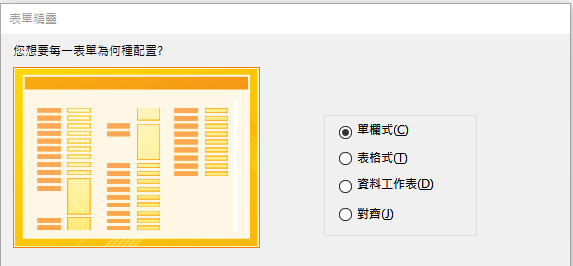 表單精靈
您想要每一表單為何種配置?
單欄式(C)
表格式(T)
資料工作表(D)
對齊(J)